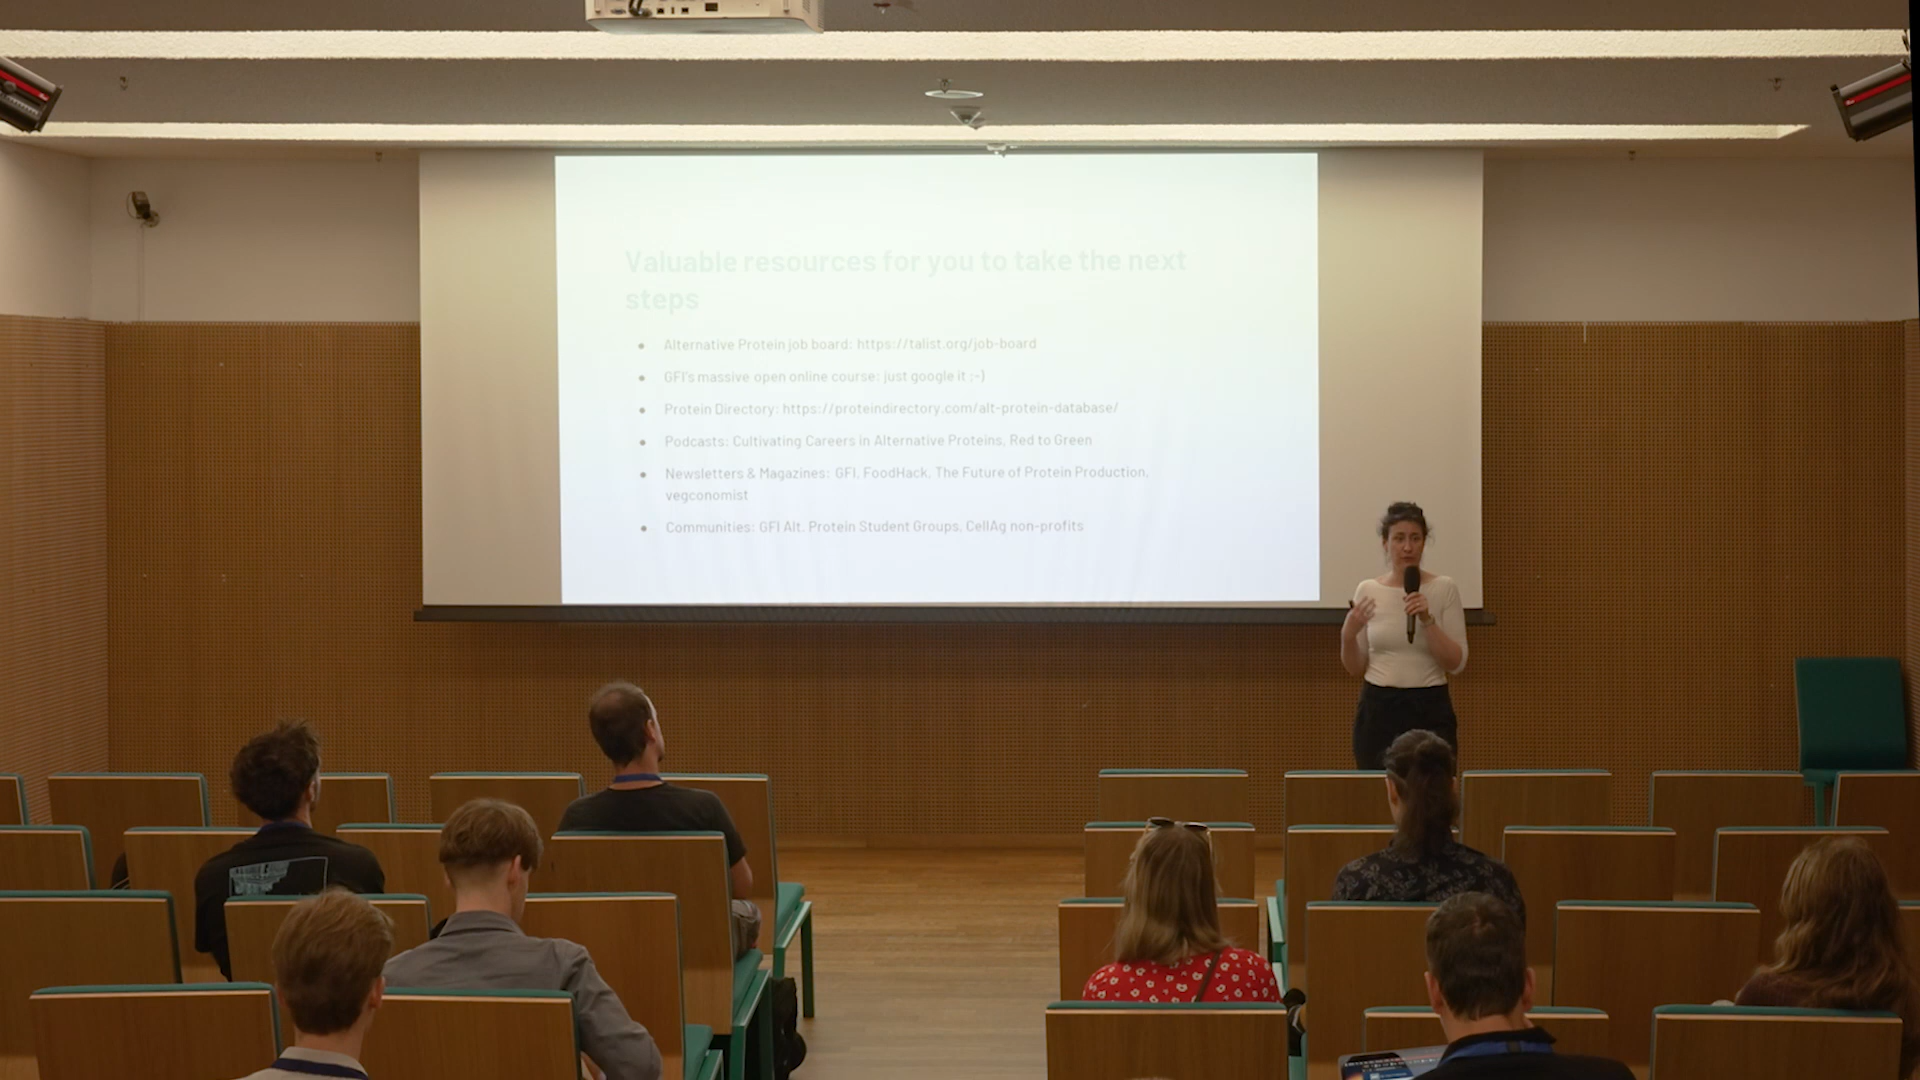 Valuable resources for you to take the next
steps
● Alternative Protein job board: https://talist.org/job-board
● GFI's massive open online course: just google it ;-)
● Protein Directory: https://proteindirectory.com/alt-protein-database/
● Podcasts: Cultivating Careers in Alternative Proteins, Red to Green
● Newsletters & Magazines: GFI, FoodHack, The Future of Protein Production,
vegconomist
● Communities: GFI Alt. Protein Student Groups, CellAg non-profits